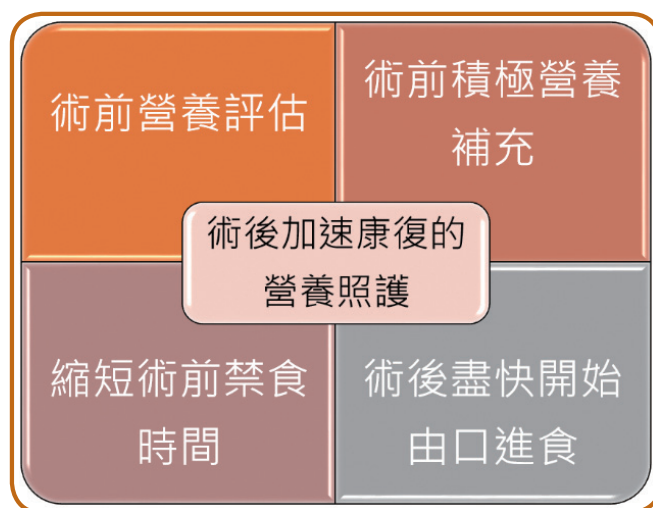 術前營養評估
術前積極營養
補充
術後加速康復的
營養照護
縮短術前禁食
時間
術後盡快開始
由口進食